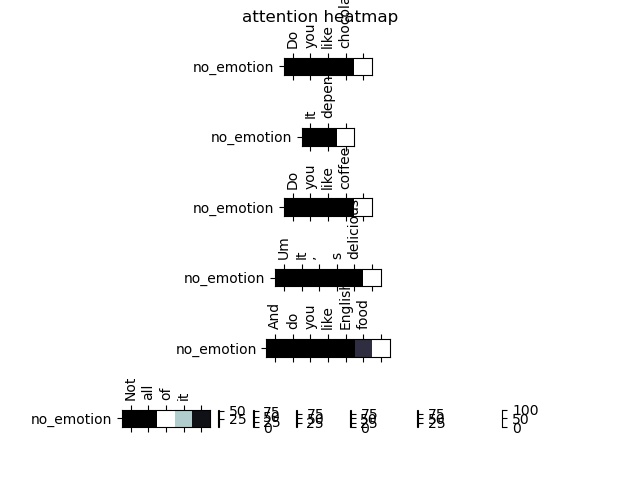 attention heatmap
Do you like
no_emotion
It
no_emotion
Do you like coffee
no_emotion
Um It , s delicious
no_emotion
And do you like English food
no_emotion
Not all of it
no_emotion
50 25
75 50 25 0
75 50 25
75 50 25 0
75 50 25
100 50 0